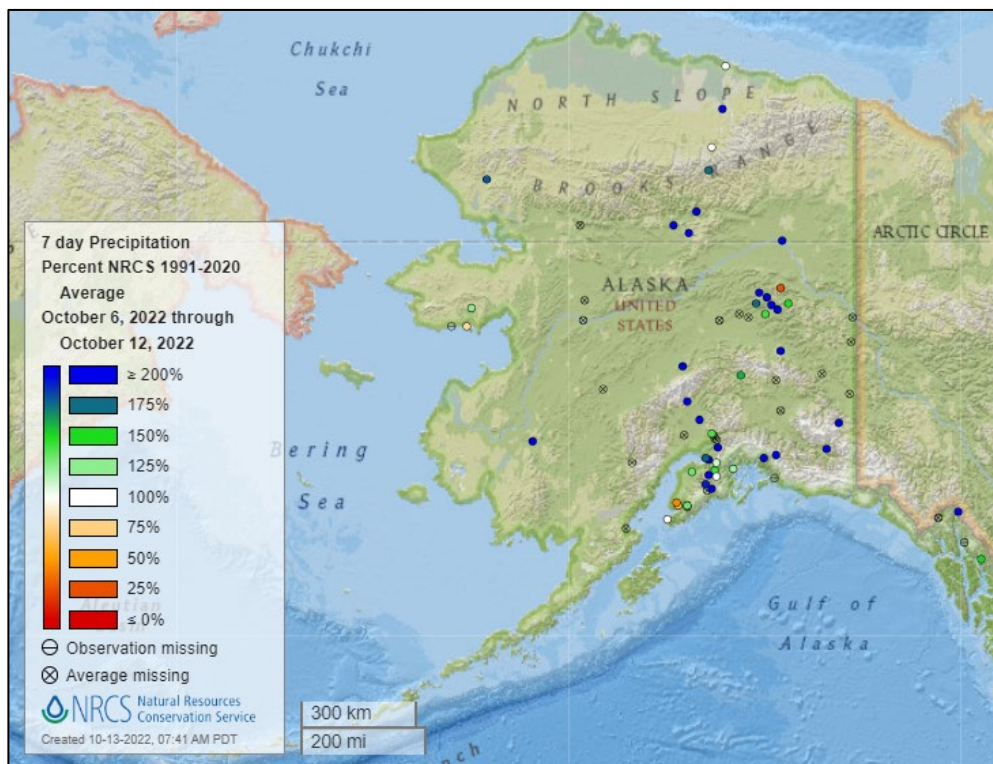 Chukchi
Sea
NORTH SLOPE
BROOKS RANGE
ARCTIC CIRCLE
ALASKA
UNITED
STATES
Bering
Sea
Gulf of
Alaska
7 day Precipitation
Percent NRCS 1991-2020
Average
October 6, 2022 through
October 12, 2022
≥ 200%
175%
150%
125%
100%
75%
50%
25%
≤ 0%
Observation missing
Average missing
NRCS Natural Resources
Conservation Service
Created 10-13-2022, 07:41 AM PDT
300 km
200 mi